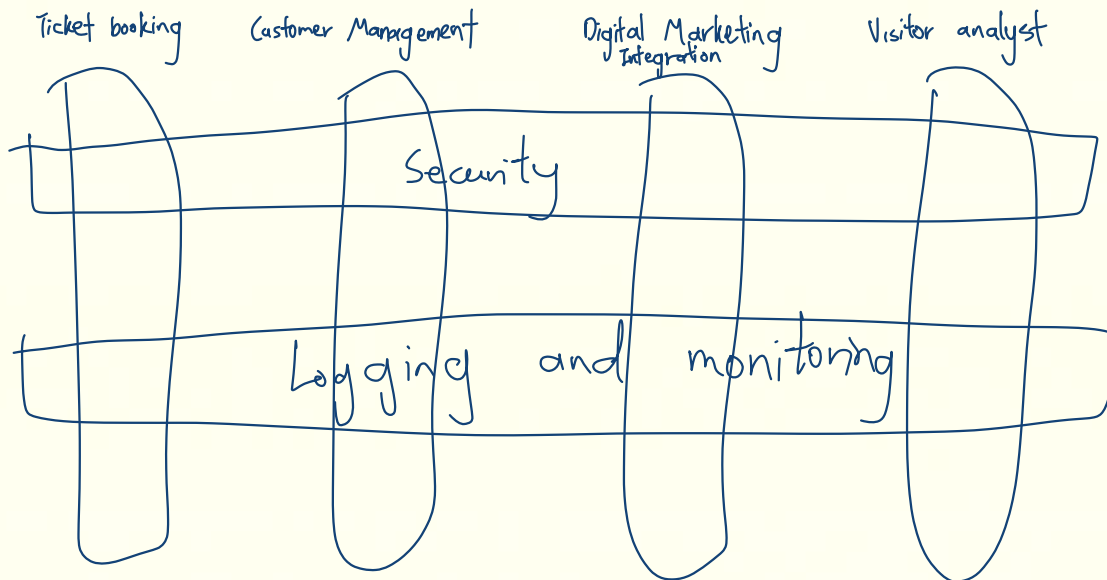 Ticket booking
Customer Management
Digital Marketing
Integration
Visitor analyst
Security
Logging and monitoring